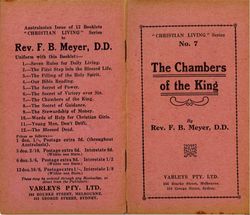 Australasian Issue of 12 Booklets
"CHRISTIAN LIVING" Series
by
Rev. F. B. MEYER, D.D.
Uniform with this Booklet:—
1.—Seven Rules for Daily Living.
2.—The First Step into the Blessed Life.
3.—The Filling of the Holy Spirit.
4.—Our Bible Reading.
5.—The Secret of Power.
6.—The Secret of Victory over Sin.
7.—The Chambers of the King.
8.—The Secret of Guidance.
9.—The Stewardship of Money.
10.—Words of Help for Christian Girls.
11.—Young Men, Don't Drift.
12.—The Blessed Dead.
VARLEYS PTY. LTD.
"CHRISTIAN LIVING" Series
No. 7
The Chambers
of the King
By
Rev. F. B. MEYER, D.D.
VARLEYS PTY. LTD.